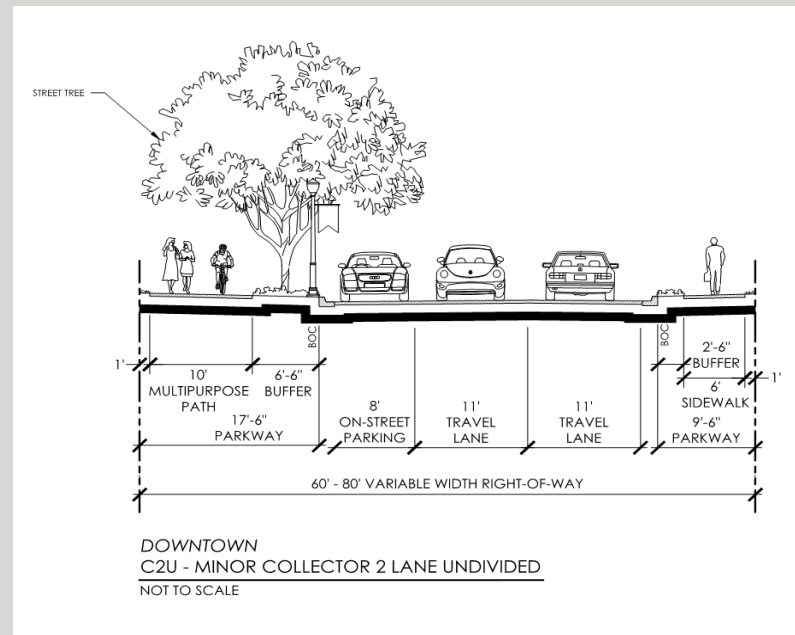 STREET TREE
BOC
BOC
1'
10'
MULTIPURPOSE
PATH
6'-6"
BUFFER
17'-6"
PARKWAY
8'
ON-STREET
PARKING
11'
TRAVEL
LANE
11'
TRAVEL
LANE
2'-6"
BUFFER
1'
6'
SIDEWALK
9'-6"
PARKWAY
60' - 80' VARIABLE WIDTH RIGHT-OF-WAY
DOWNTOWN
C2U - MINOR COLLECTOR 2 LANE UNDIVIDED
NOT TO SCALE